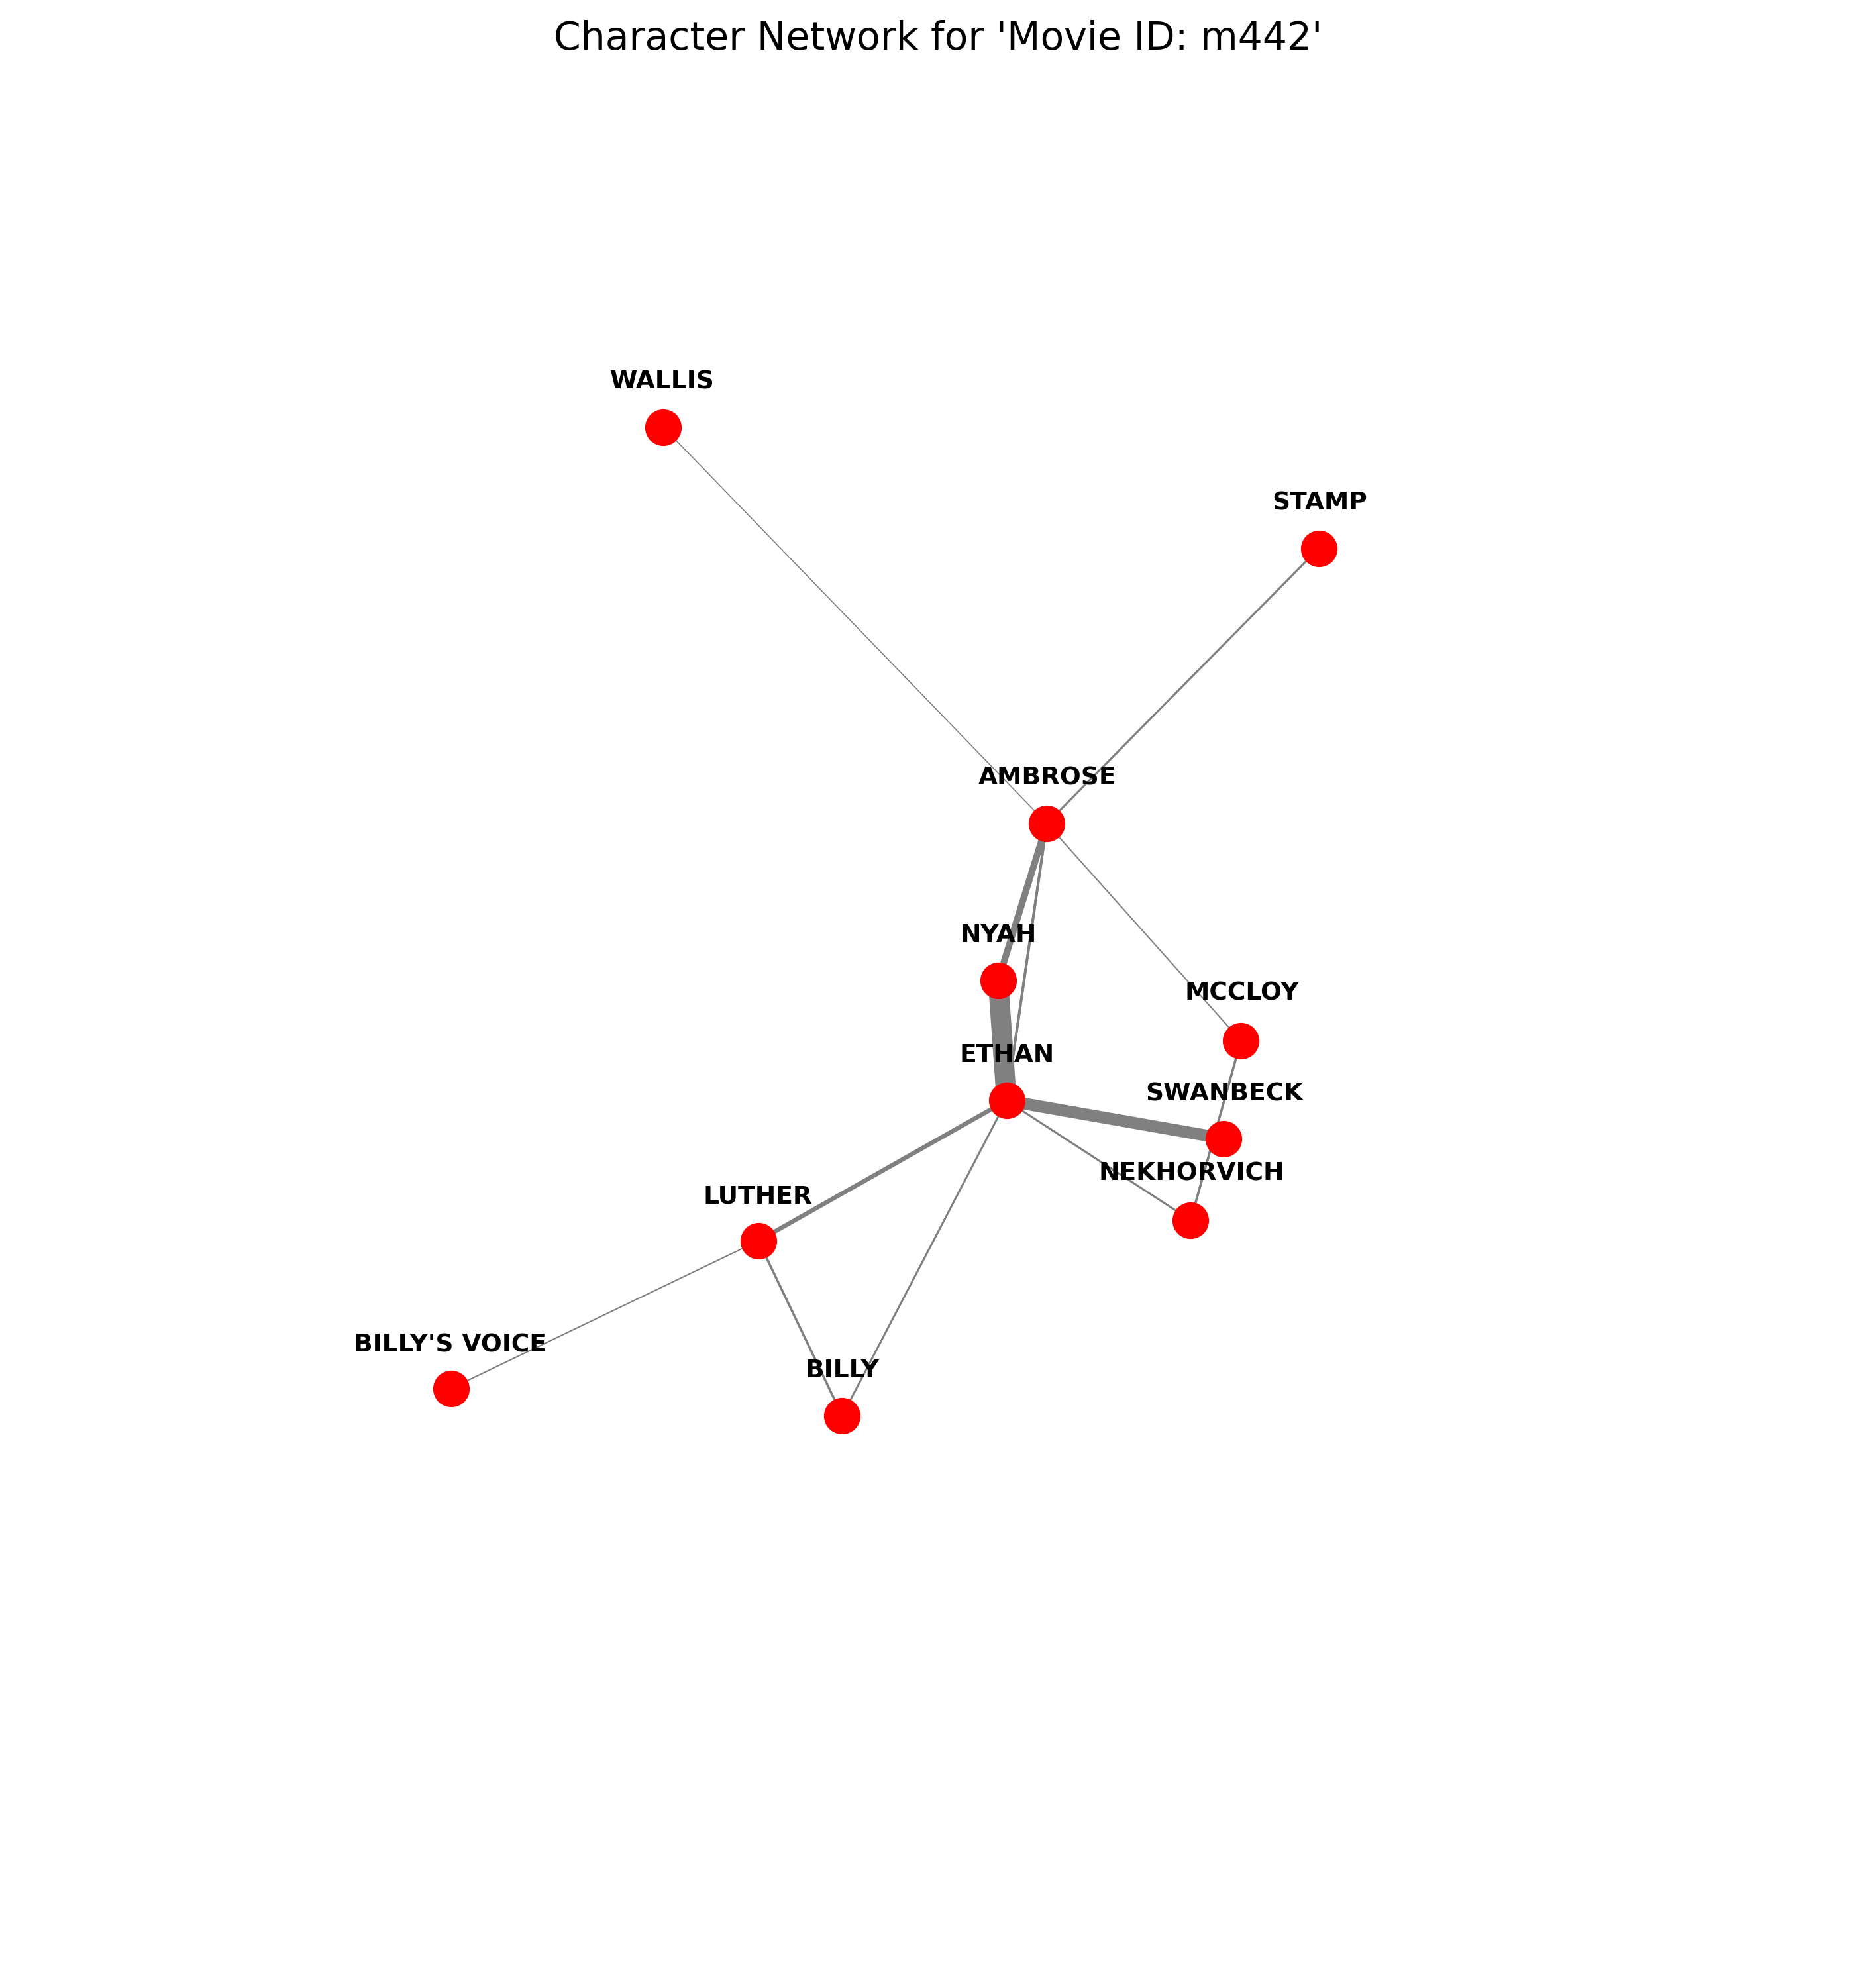 Character Network for 'Movie ID: m442'
WALLIS
STAMP
AMBROSE
NYAH
MCCLOY
ETHAN
SWANBECK
NEKHORVICH
LUTHER
BILLY'S VOICE
BILLY